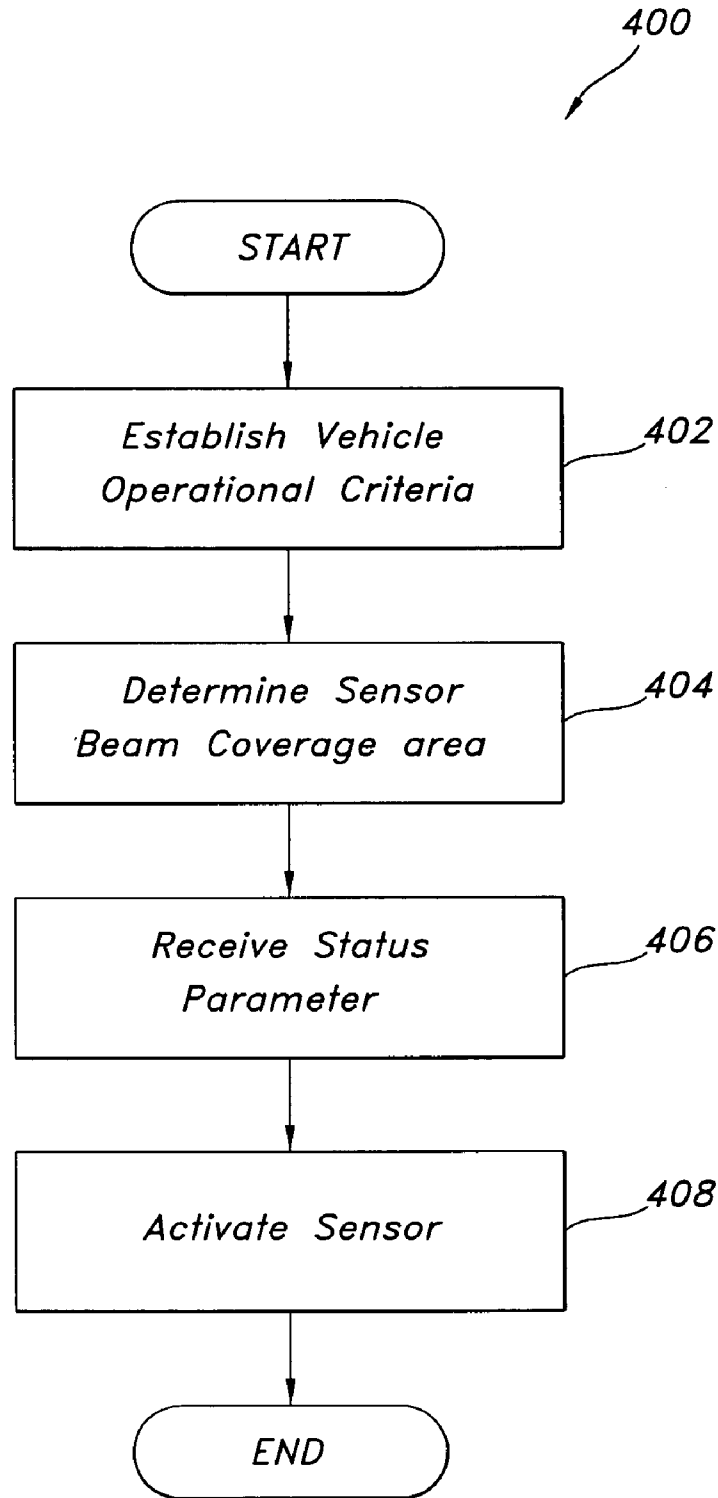 400
START
Establish Vehicle
Operational Criteria
402
Determine Sensor
Beam Coverage area
404
Receive Status
Parameter
406
Activate Sensor
408
END